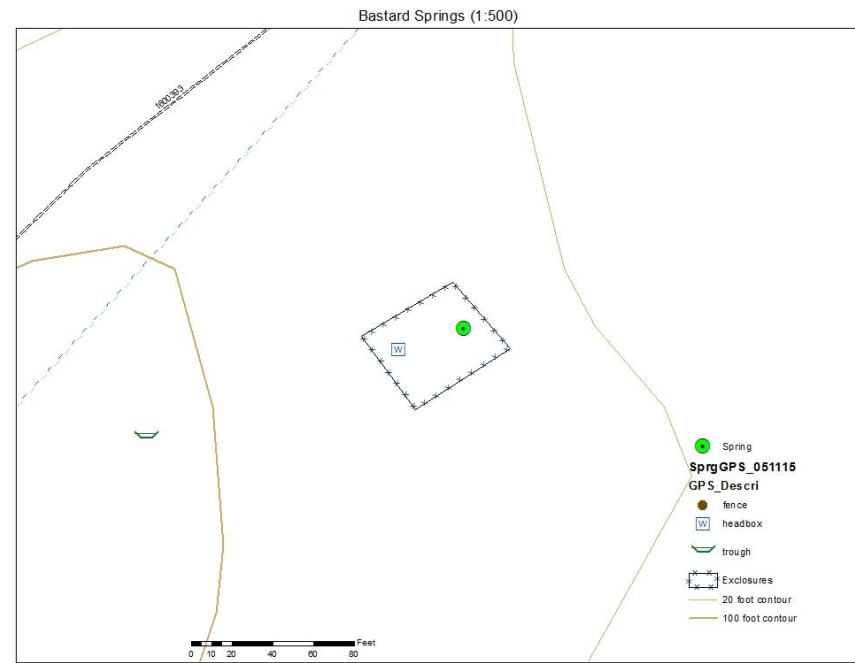 Bastard Springs (1:500)
1600393
W
Spring
SprgGPS_051115
GPS_Descri
fence
W headbox
trough
Exclosures
20 foot contour
100 foot contour
Feet
0 10 20 40 60 80